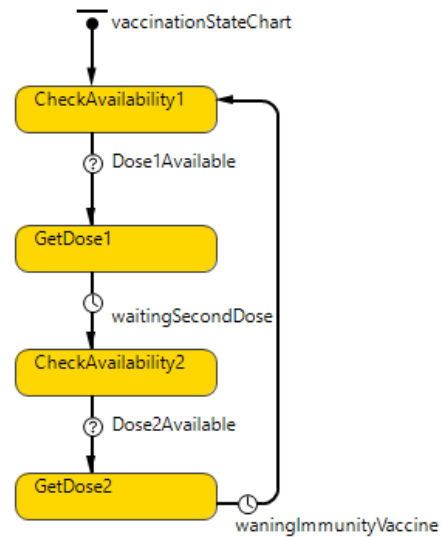 vaccinationStateChart
CheckAvailability1
Dose1Available
GetDose1
waitingSecondDose
CheckAvailability2
Dose2Available
GetDose2
waningImmunityVaccine